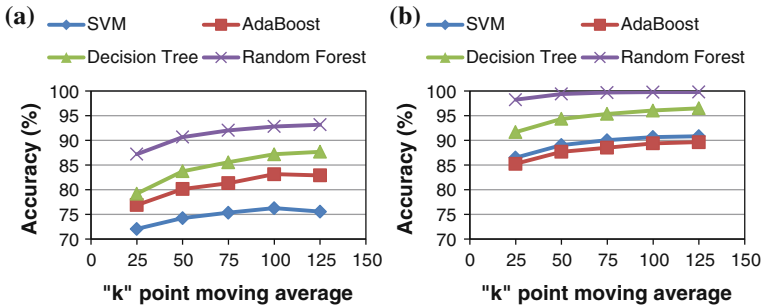 (a)
SVM
AdaBoost
Decision Tree
Random Forest
Accuracy (%)
100
95
90
85
80
75
70
0
25
50
75
100
125
150
"k" point moving average
(b)
SVM
AdaBoost
Decision Tree
Random Forest
Accuracy (%)
100
95
90
85
80
75
70
0
25
50
75
100
125
150
"k" point moving average